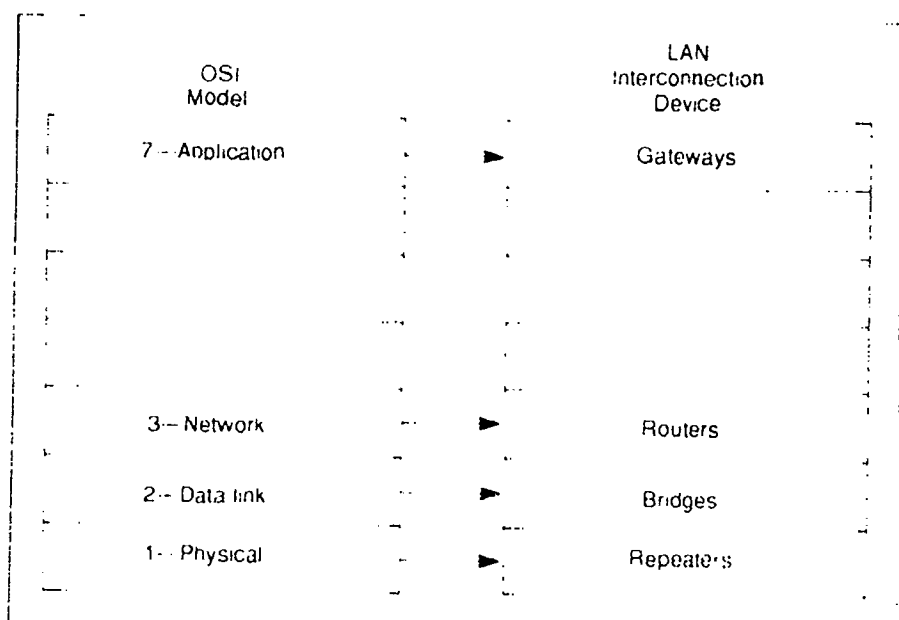 OSI
Model
LAN
Interconnection
Device
7 - Application
Gateways
3 - Network
Routers
2 - Data link
Bridges
1 - Physical
Repeaters